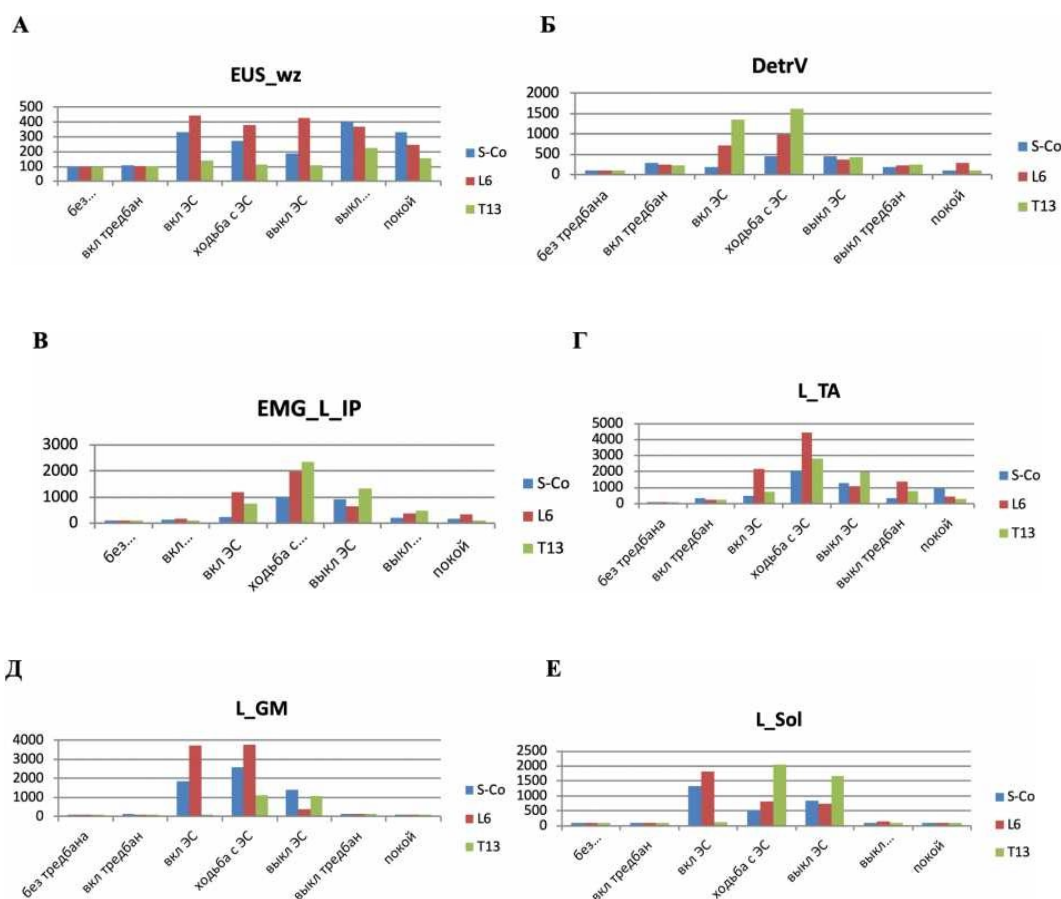 А
EUS_wz
500
400
300
200
100
0
без...
вкл тредбан
вкл ЭС
ходьба с ЭС
выкл ЭС
выкл...
покой
S-Co
L6
T13
Б
DetrV
2000
1500
1000
500
0
без тредбана
вкл тредбан
вкл ЭС
ходьба с ЭС
выкл ЭС
выкл тредбан
покой
S-Co
L6
T13
В
EMG_L_IP
3000
2000
1000
0
без...
вкл...
вкл ЭС
ходьба с...
выкл ЭС
выкл...
покой
S-Co
L6
T13
Г
L_TA
5000
4000
3000
2000
1000
0
без тредбана
вкл тредбан
вкл ЭС
ходьба с ЭС
выкл ЭС
выкл тредбан
покой
S-Co
L6
T13
Д
L_GM
4000
3000
2000
1000
0
без тредбана
вкл тредбан
вкл ЭС
ходьба с ЭС
выкл ЭС
выкл тредбан
покой
S-Co
L6
T13
Е
L_Sol
2500
2000
1500
1000
500
0
без...
вкл тредбан
вкл ЭС
ходьба с ЭС
выкл ЭС
выкл...
покой
S-Co
L6
T13